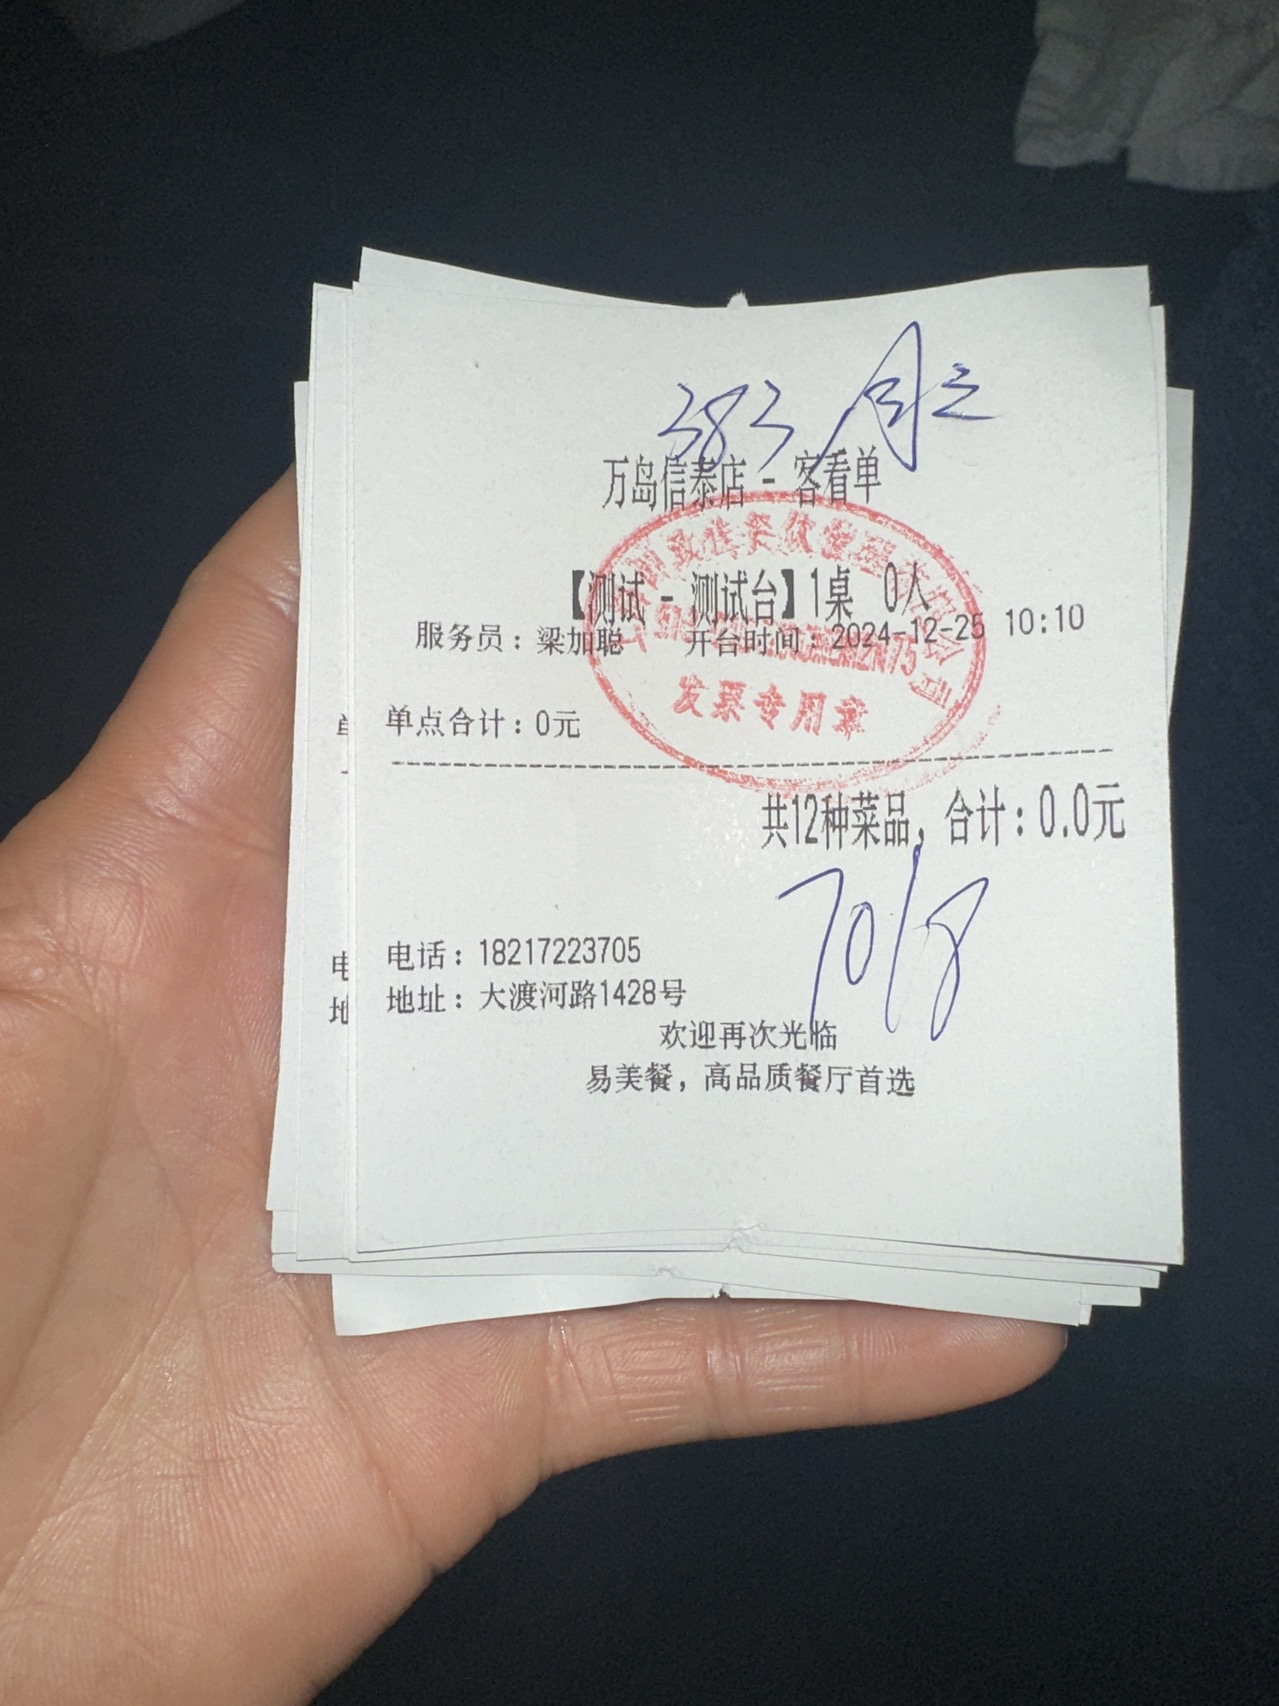 383
万岛信泰店 - 客看单
【测试 - 测试台】1桌 0人
服务员：梁加聪 开台时间：2024-12-25 10:10
单 单点合计：0元
发票专用章
共12种菜品，合计：0.0元
电 电话：18217223705
地 地址：大渡河路1428号
欢迎再次光临
易美餐，高品质餐厅首选